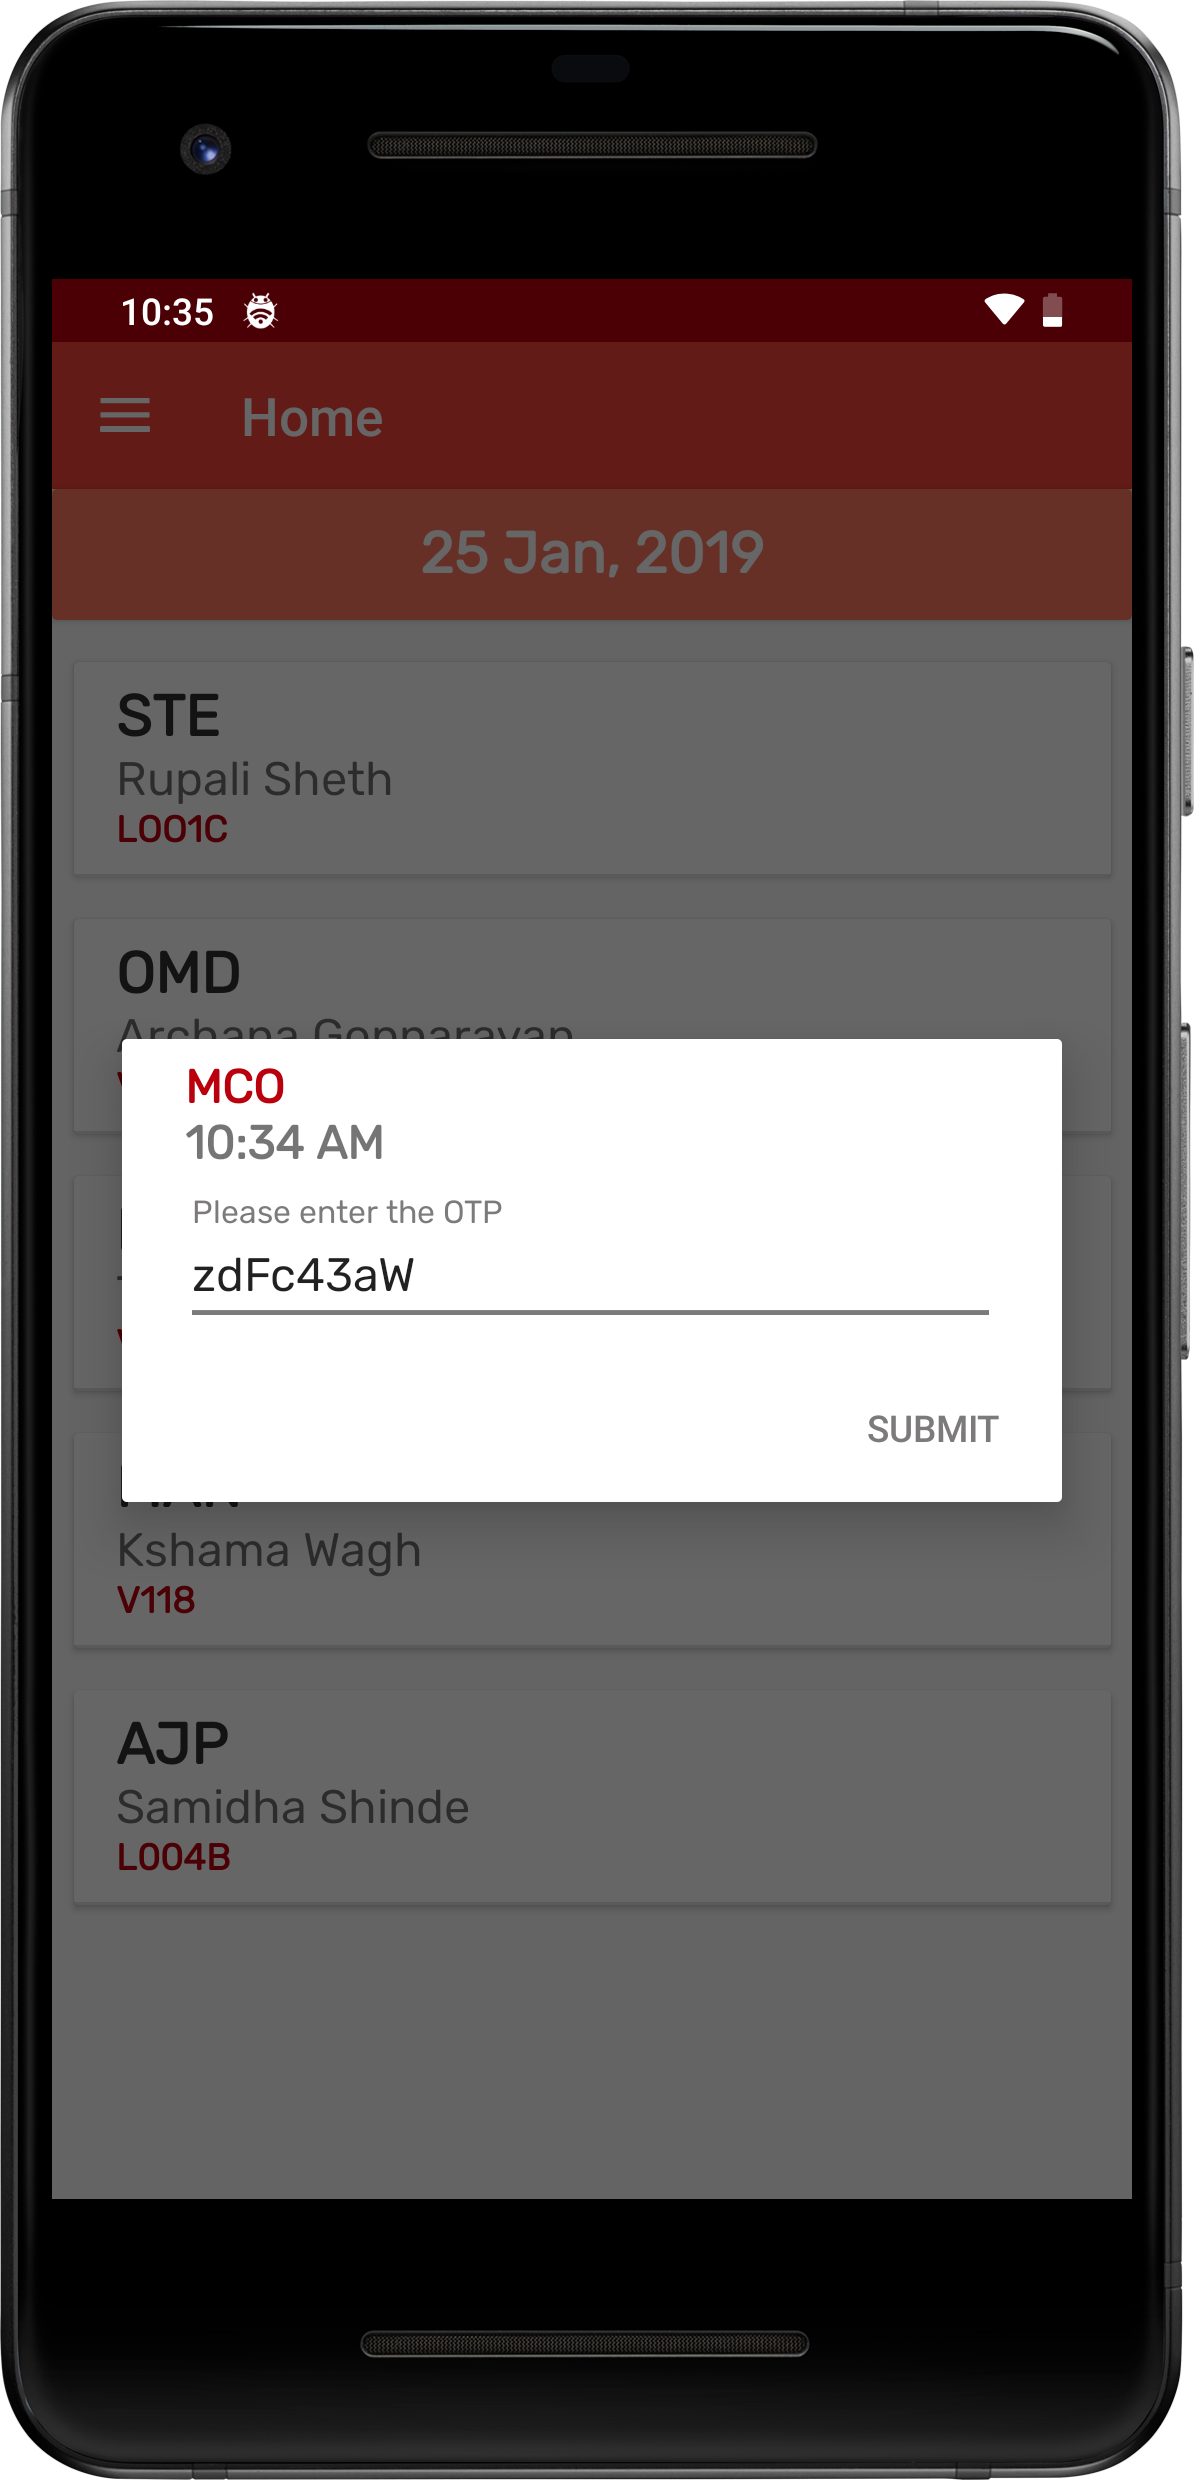 10:35
Home
25 Jan, 2019
STE
Rupali Sheth
L001C
OMD
Archana Gopnarayan
MCO
10:34 AM
Please enter the OTP
zdFc43aW
SUBMIT
Kshama Wagh
V118
AJP
Samidha Shinde
L004B